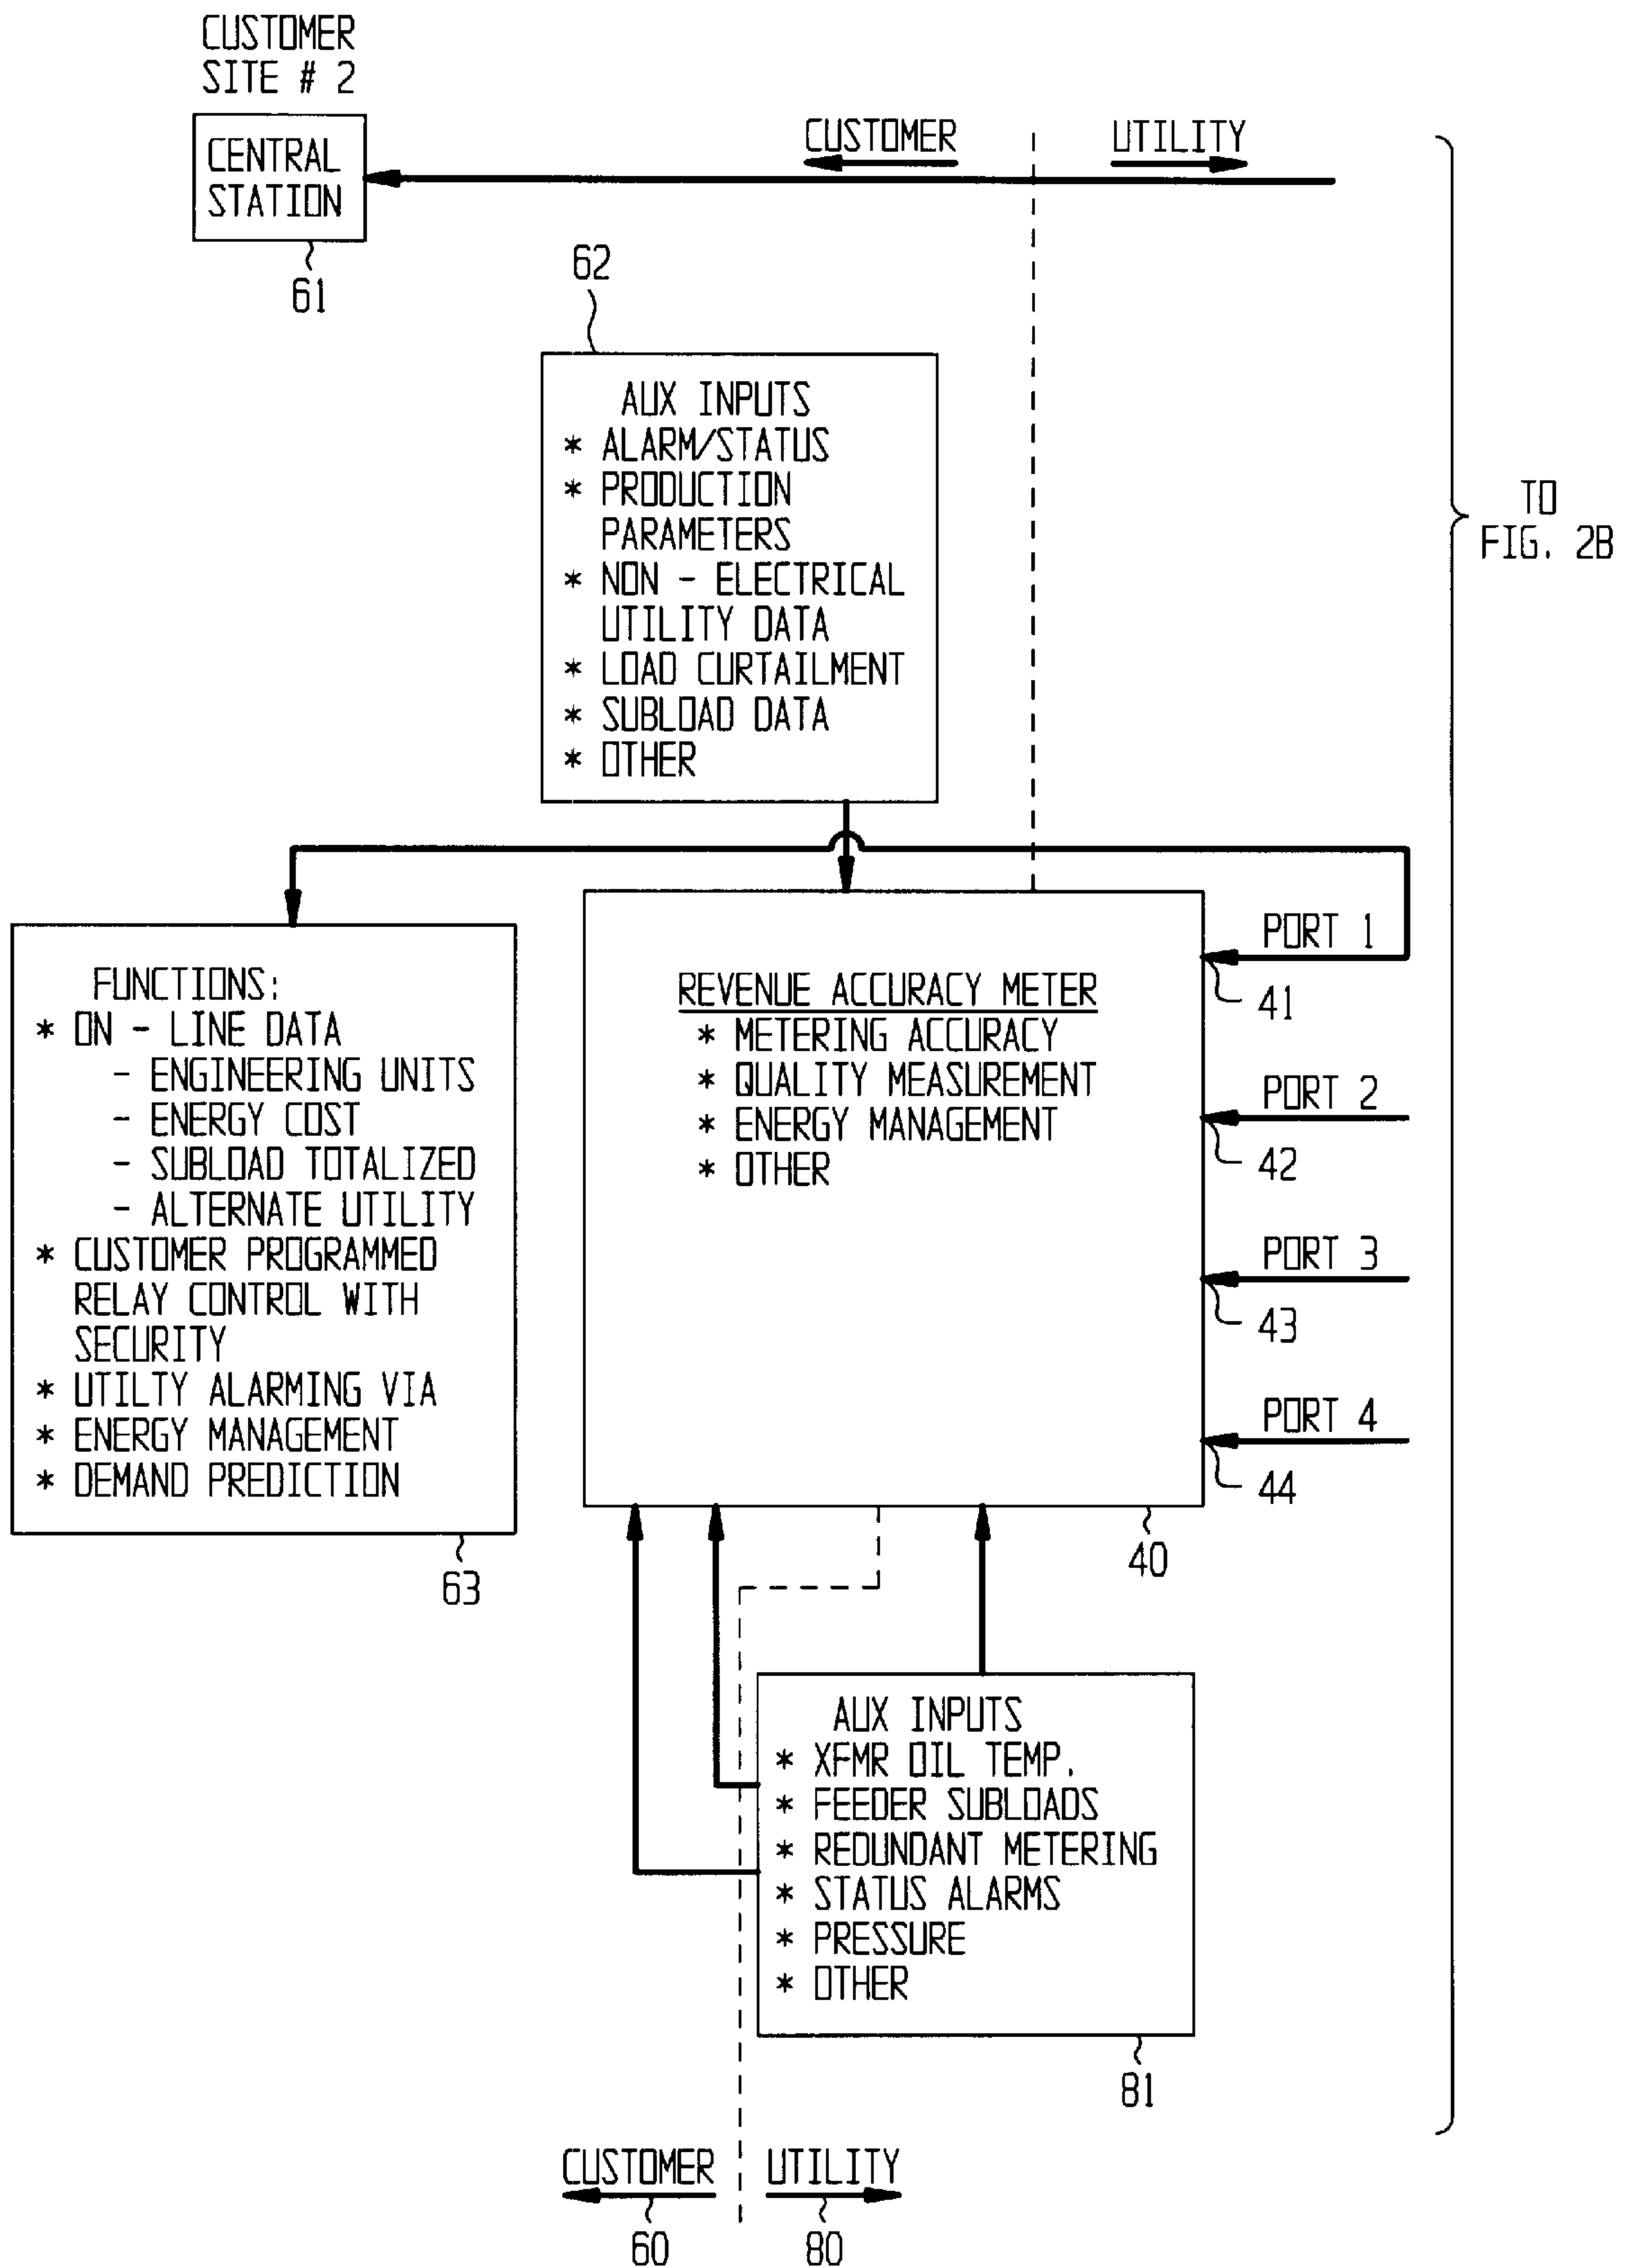 CUSTOMER
SITE # 2
CENTRAL
STATION
61
CUSTOMER
UTILITY
TO
FIG. 2B
62
AUX INPUTS
* ALARM/STATUS
* PRODUCTION
PARAMETERS
* NON - ELECTRICAL
UTILITY DATA
* LOAD CURTAILMENT
* SUBLOAD DATA
* OTHER
FUNCTIONS:
* ON - LINE DATA
- ENGINEERING UNITS
- ENERGY COST
- SUBLOAD TOTALIZED
- ALTERNATE UTILITY
* CUSTOMER PROGRAMMED
RELAY CONTROL WITH
SECURITY
* UTILTY ALARMING VIA
* ENERGY MANAGEMENT
* DEMAND PREDICTION
63
REVENUE ACCURACY METER
* METERING ACCURACY
* QUALITY MEASUREMENT
* ENERGY MANAGEMENT
* OTHER
40
PORT 1
41
PORT 2
42
PORT 3
43
PORT 4
44
AUX INPUTS
* XFMR OIL TEMP.
* FEEDER SUBLOADS
* REDUNDANT METERING
* STATUS ALARMS
* PRESSURE
* OTHER
81
CUSTOMER
60
UTILITY
80